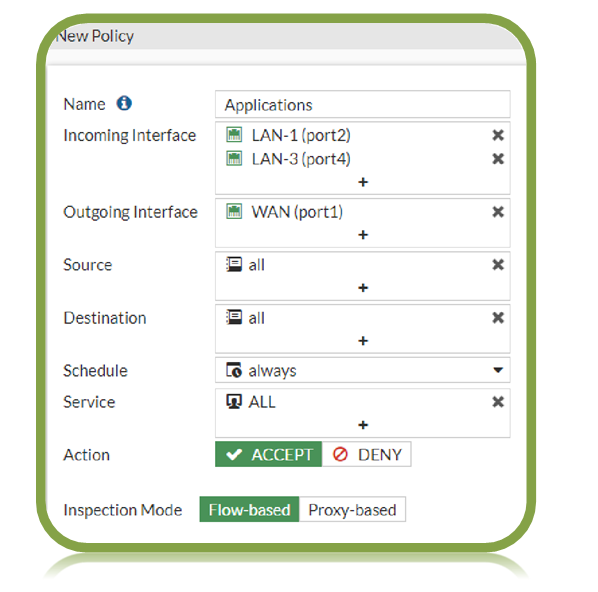 New Policy
Name
Applications
Incoming Interface
LAN-1 (port2)
LAN-3 (port4)
+
Outgoing Interface
WAN (port1)
+
Source
all
+
Destination
all
+
Schedule
always
Service
ALL
+
Action
ACCEPT
DENY
Inspection Mode
Flow-based
Proxy-based